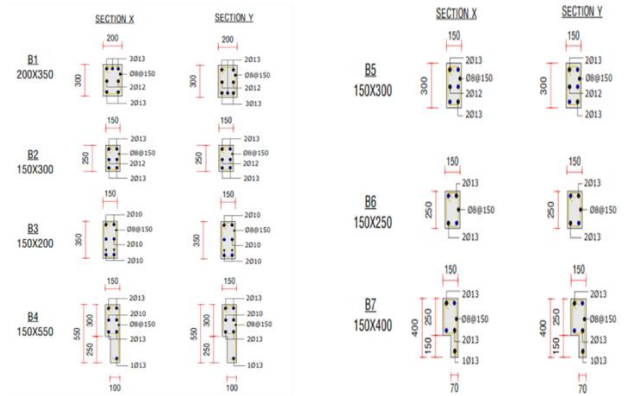 SECTION X
SECTION Y
200
200
B1
200X350
300
3Ø13
Ø8@150
2Ø12
2Ø13
300
2Ø13
Ø8@150
2Ø12
3Ø13
150
150
B2
150X300
250
2Ø13
Ø8@150
2Ø12
2Ø13
250
2Ø13
Ø8@150
2Ø12
2Ø13
150
150
B3
150X200
350
2Ø10
Ø8@150
2Ø10
2Ø10
350
2Ø10
Ø8@150
2Ø10
2Ø10
150
150
B4
150X550
550
300
250
2Ø13
2Ø10
Ø8@150
2Ø13
1Ø13
100
550
300
250
2Ø13
2Ø10
Ø8@150
2Ø13
1Ø13
100
SECTION X
SECTION Y
150
150
B5
150X300
300
2Ø13
Ø8@150
2Ø12
2Ø13
300
2Ø13
Ø8@150
2Ø12
2Ø13
150
150
B6
150X250
250
2Ø13
Ø8@150
2Ø13
250
2Ø13
Ø8@150
2Ø13
150
150
B7
150X400
400
250
150
2Ø13
Ø8@150
2Ø13
1Ø13
70
400
250
150
2Ø13
Ø8@150
2Ø13
1Ø13
70